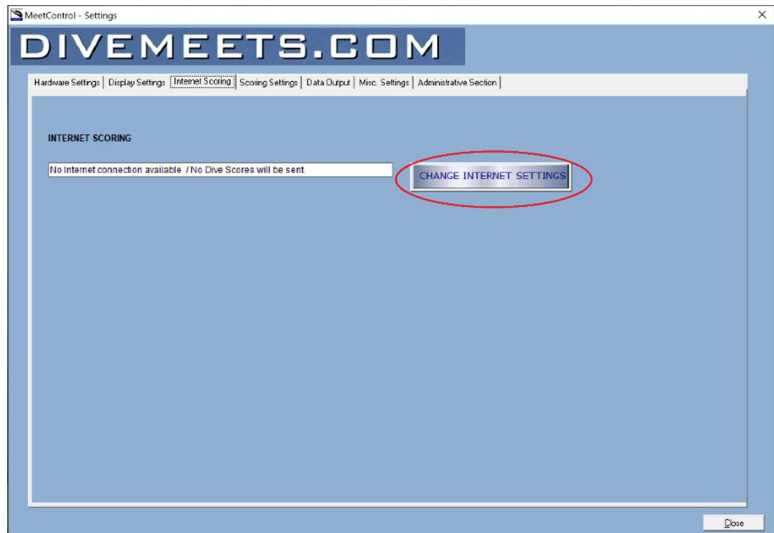 MeetControl - Settings
DIVEMEETS.COM
Hardware Settings Display Settings Internet Scoring Scoring Settings Data Output Misc. Settings Administrative Section
INTERNET SCORING
No internet connection available / No Dive Scores will be sent.
CHANGE INTERNET SETTINGS
Close